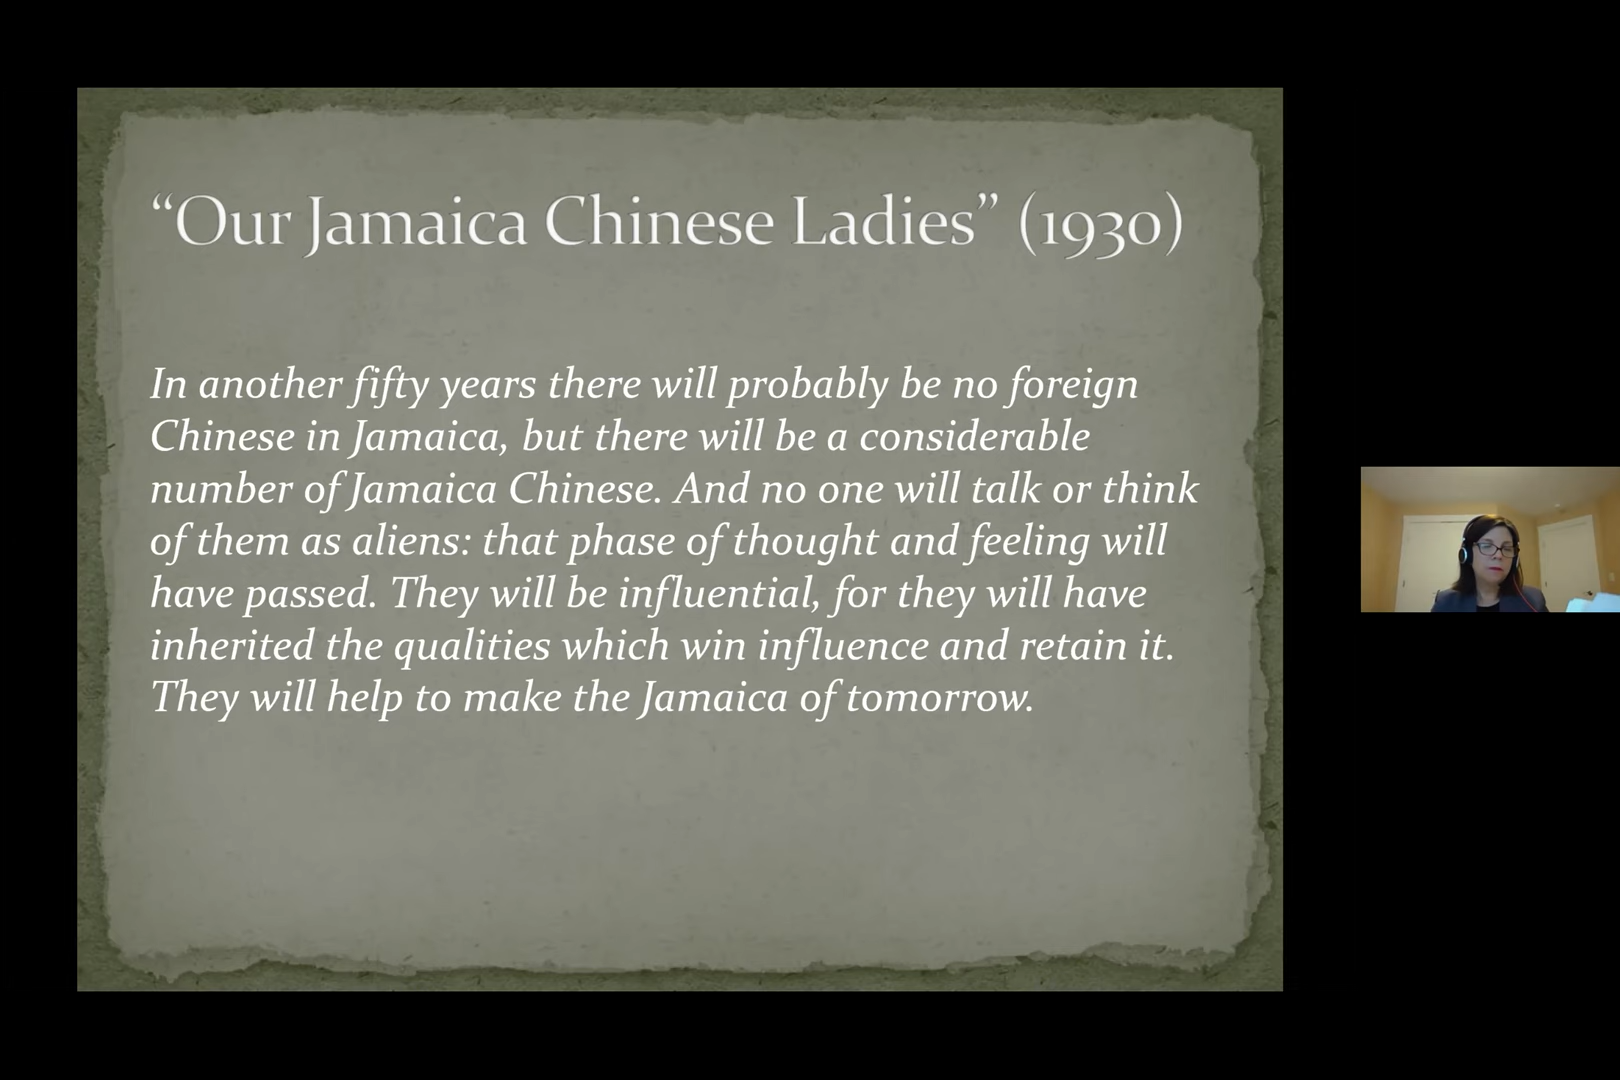 “Our Jamaica Chinese Ladies” (1930)
In another fifty years there will probably be no foreign
Chinese in Jamaica, but there will be a considerable
number of Jamaica Chinese. And no one will talk or think
of them as aliens: that phase of thought and feeling will
have passed. They will be influential, for they will have
inherited the qualities which win influence and retain it.
They will help to make the Jamaica of tomorrow.